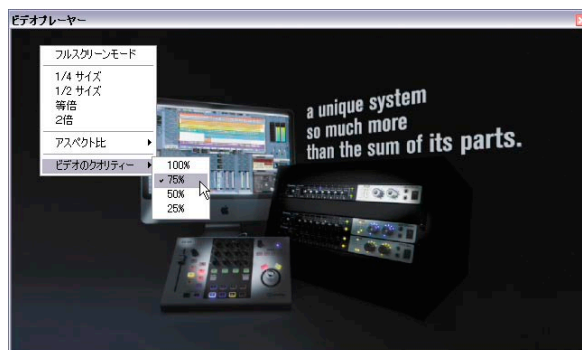 ビデオプレーヤー
フルスクリーンモード
1/4 サイズ
1/2 サイズ
等倍
2倍
アスペクト比
ビデオのクオリティー
100%
75%
50%
25%
a unique system
so much more
than the sum of its parts.